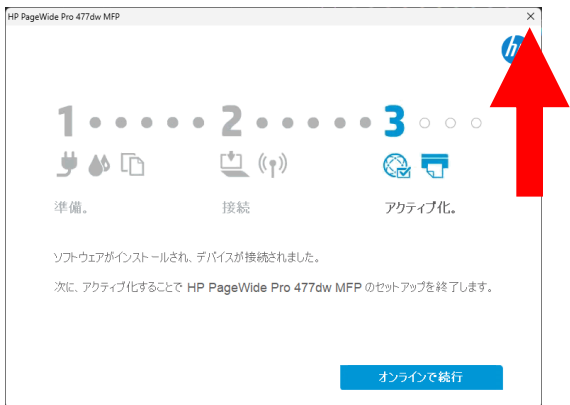 HP PageWide Pro 477dw MFP
hp
1 2 3
準備。 接続 アクティブ化。
ソフトウェアがインストールされ、デバイスが接続されました。
次に、アクティブ化することで HP PageWide Pro 477dw MFP のセットアップを終了します。
オンラインで続行